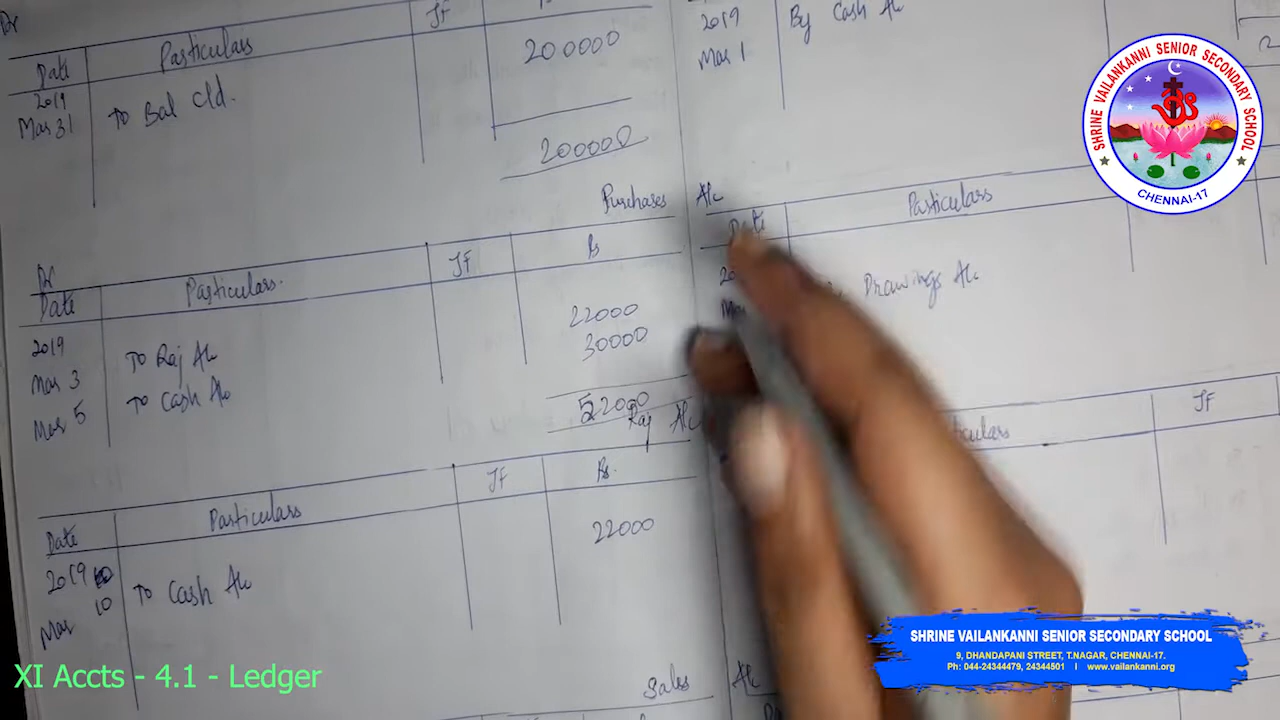 Dr
Date Particulars JF
2019 To Bal C/d. 200000
Mar 31
200000
2019 By Cash A/c
Mar 1
Purchases A/c
Dr
Date Particulars. JF Rs
2019
Mar 3 To Raj A/c 22000
Mar 5 To Cash A/c 30000
52000
Date Particulars
Drawings A/c
Raj A/c
Date Particulars JF Rs.
2019
Mar 10 To Cash A/c 22000
JF
Sales A/c
SHRINE VAILANKANNI SENIOR SECONDARY SCHOOL
CHENNAI-17
SHRINE VAILANKANNI SENIOR SECONDARY SCHOOL
9, DHANDAPANI STREET, T.NAGAR, CHENNAI-17.
Ph: 044-24344479, 24344501 I www.vailankanni.org
XI Accts - 4.1 - Ledger